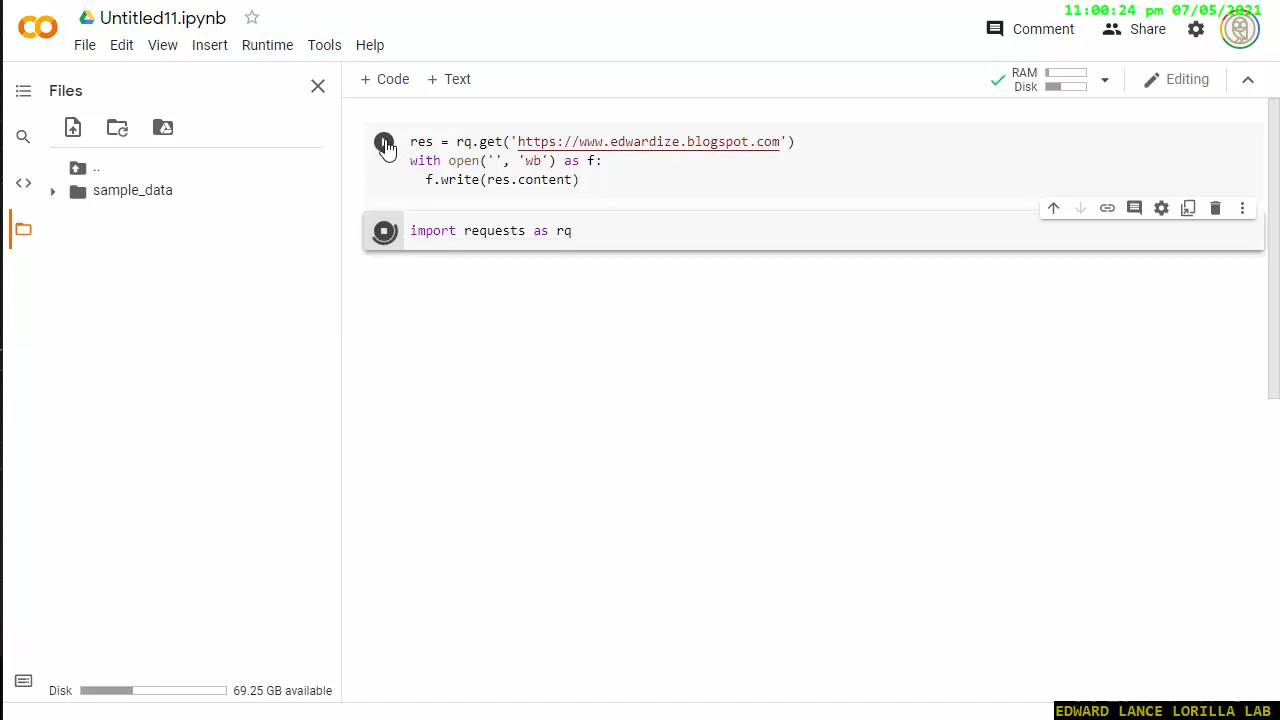 11:00:24 pm 07/05/2021
Untitled11.ipynb
File Edit View Insert Runtime Tools Help
Comment Share
Files
+ Code + Text
RAM
Disk
Editing
..
sample_data
res = rq.get('https://www.edwardize.blogspot.com')
with open('', 'wb') as f:
f.write(res.content)
import requests as rq
Disk 69.25 GB available
EDWARD LANCE LORILLA LAB